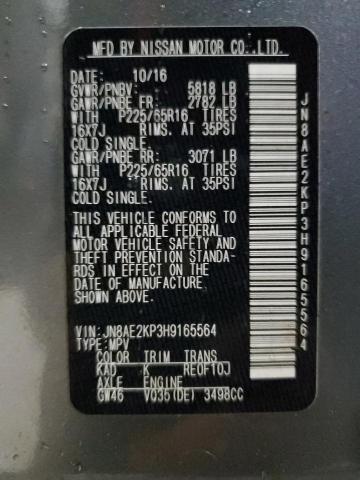 MFD BY NISSAN MOTOR CO.,LTD.
DATE: 10/16
GVWR/PNBV: 5818 LB
GAWR/PNBE FR: 2782 LB
WITH P225/65R16 TIRES
16X7J RIMS. AT 35PSI
COLD SINGLE.
GAWR/PNBE RR: 3071 LB
WITH P225/65R16 TIRES
16X7J RIMS. AT 35PSI
COLD SINGLE.
THIS VEHICLE CONFORMS TO
ALL APPLICABLE FEDERAL
MOTOR VEHICLE SAFETY AND
THEFT PREVENTION STANDA-
RDS IN EFFECT ON THE
DATE OF MANUFACTURE
SHOWN ABOVE.
VIN:JN8AE2KP3H9165564
TYPE:MPV
COLOR TRIM TRANS
KAD K RE0F10J
AXLE ENGINE
GW46 VQ35(DE) 3498CC
JN8AE2KP3H9165564